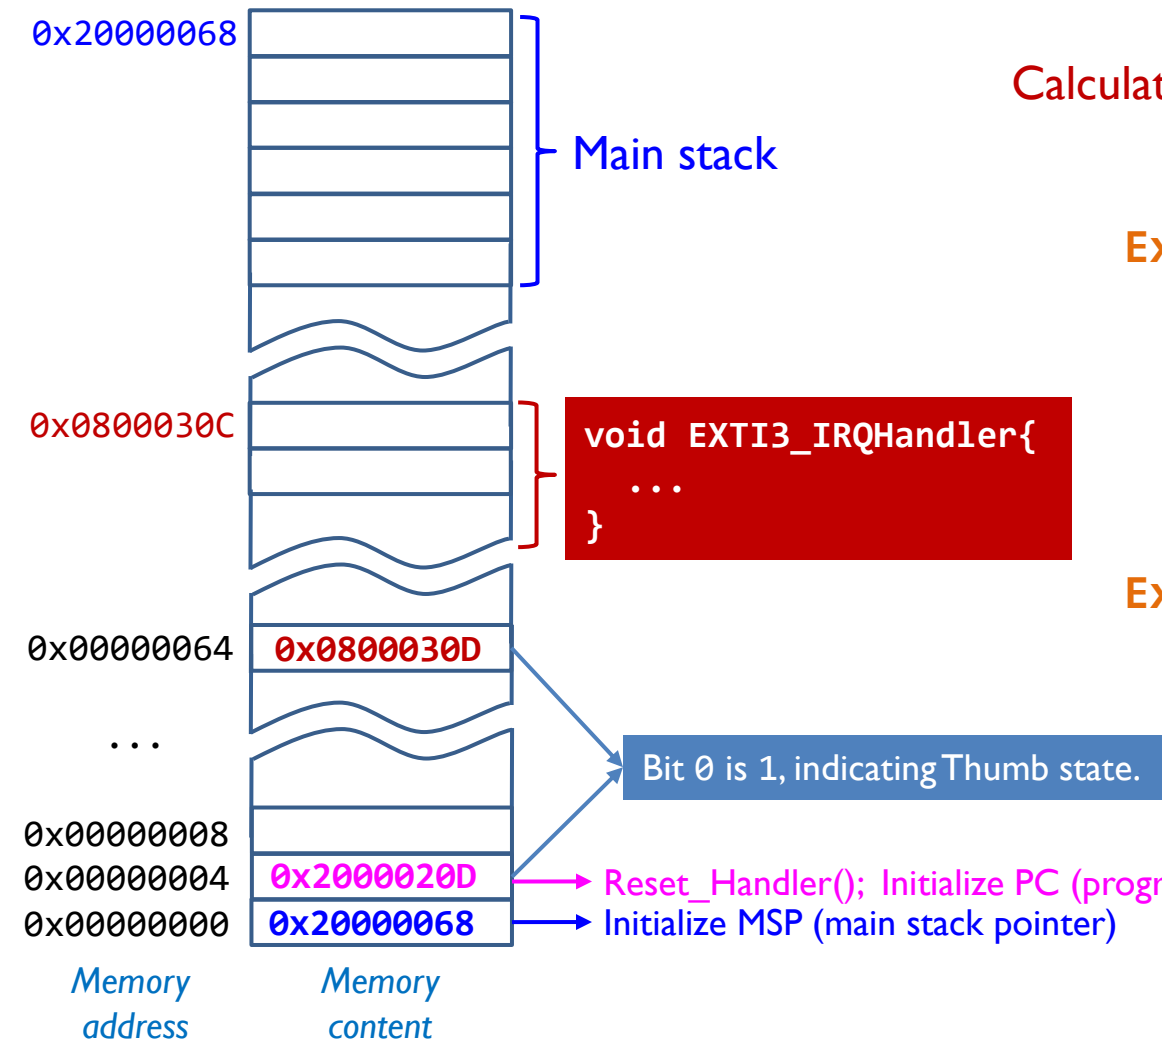 0x20000068
Calculat
Main stack
Ex
0x0800030C
void EXTI3_IRQHandler{
...
}
Ex
0x00000064 0x0800030D
...
Bit 0 is 1, indicating Thumb state.
0x00000008
0x00000004 0x2000020D Reset_Handler(); Initialize PC (progr
0x00000000 0x20000068 Initialize MSP (main stack pointer)
Memory Memory
address content